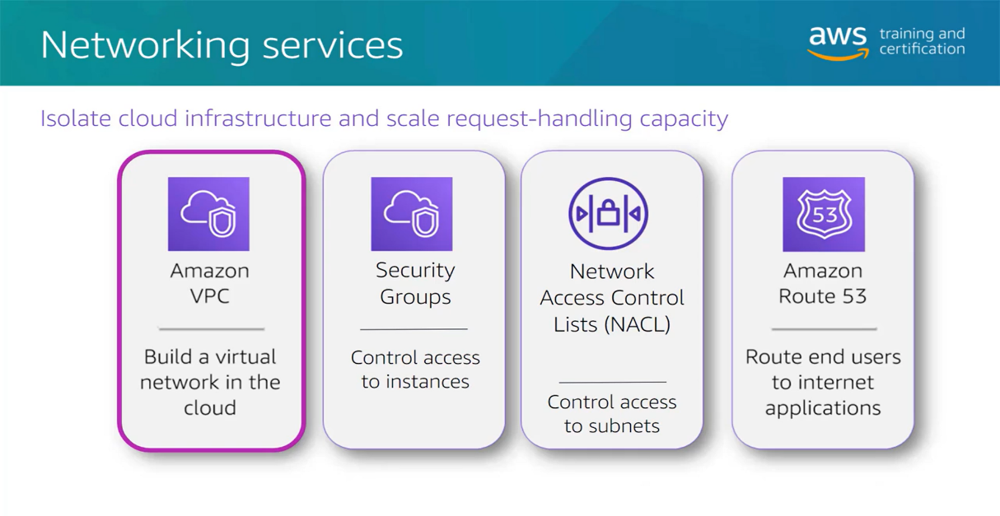 Networking services
aws training and
certification
Isolate cloud infrastructure and scale request-handling capacity
Amazon
VPC
Build a virtual
network in the
cloud
Security
Groups
Control access
to instances
Network
Access Control
Lists (NACL)
Control access
to subnets
53
Amazon
Route 53
Route end users
to internet
applications